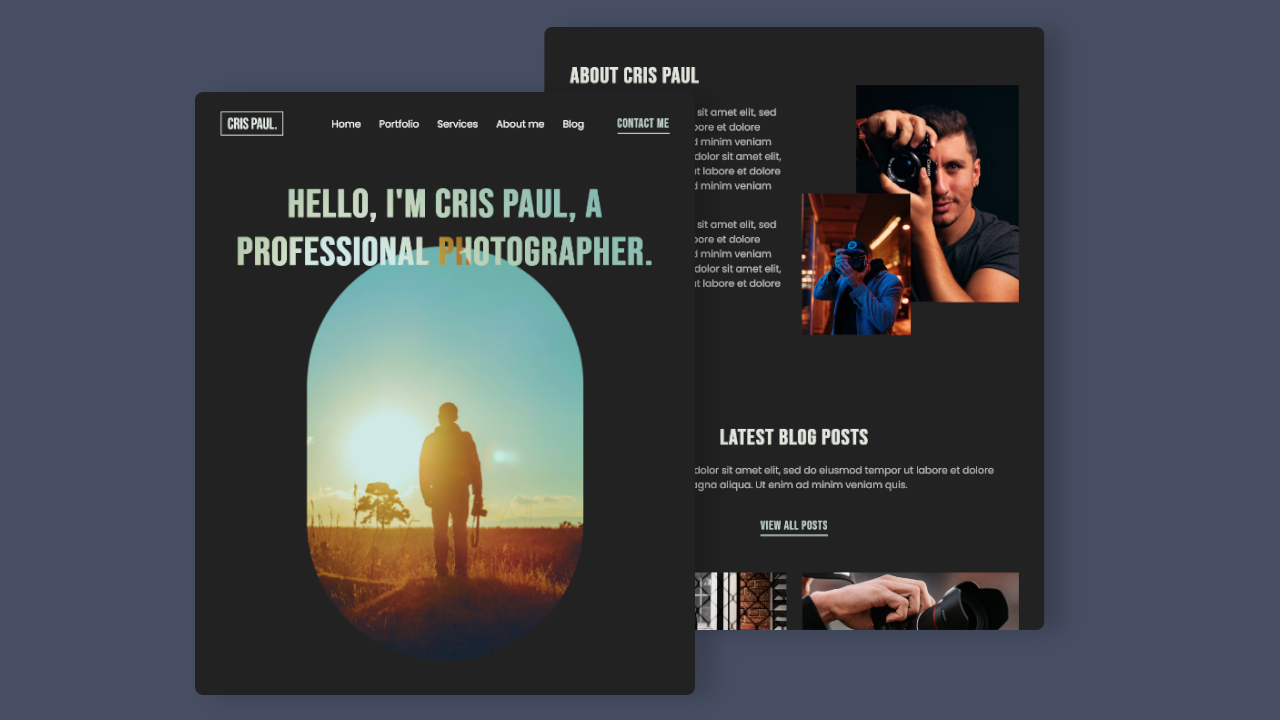 CRIS PAUL.
Home Portfolio Services About me Blog CONTACT ME
HELLO, I'M CRIS PAUL, A
PROFESSIONAL PHOTOGRAPHER.
ABOUT CRIS PAUL
sit amet elit, sed
ore et dolore
minim veniam
dolor sit amet elit,
labore et dolore
minim veniam
sit amet elit, sed
ore et dolore
minim veniam
dolor sit amet elit,
labore et dolore
LATEST BLOG POSTS
dolor sit amet elit, sed do eiusmod tempor ut labore et dolore
agna aliqua. Ut enim ad minim veniam quis.
VIEW ALL POSTS